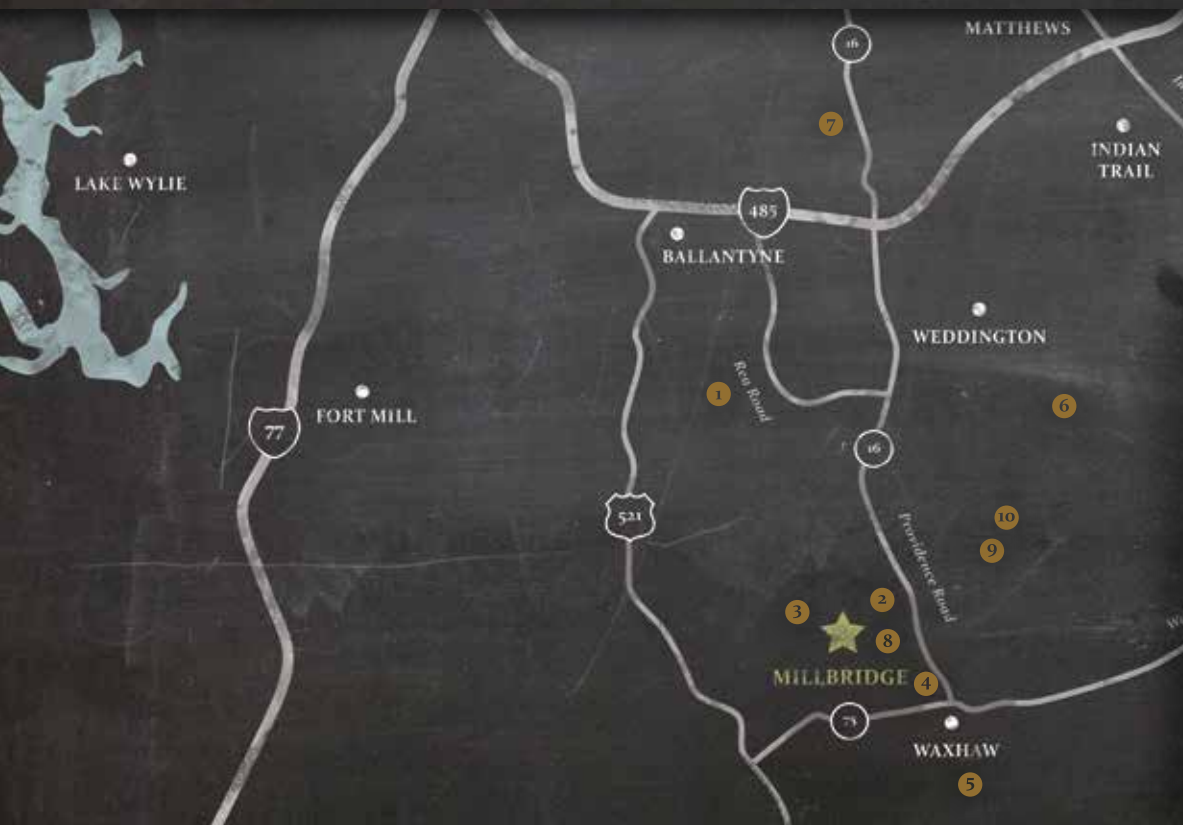 16
MATTHEWS
7
INDIAN
TRAIL
LAKE WYLIE
485
BALLANTYNE
WEDDINGTON
1
Rea Road
6
FORT MILL
77
16
521
10
Providence Road
9
2
3
8
MILLBRIDGE
4
75
WAXHAW
5